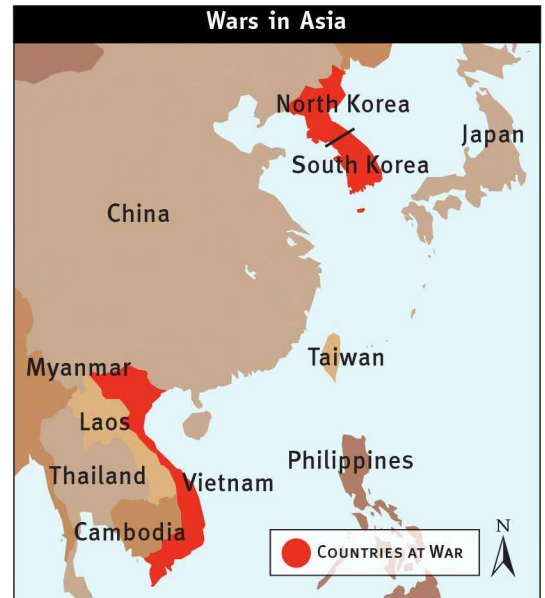 Wars in Asia
North Korea
Japan
South Korea
China
Taiwan
Myanmar
Laos
Philippines
Thailand
Vietnam
Cambodia
N
COUNTRIES AT WAR